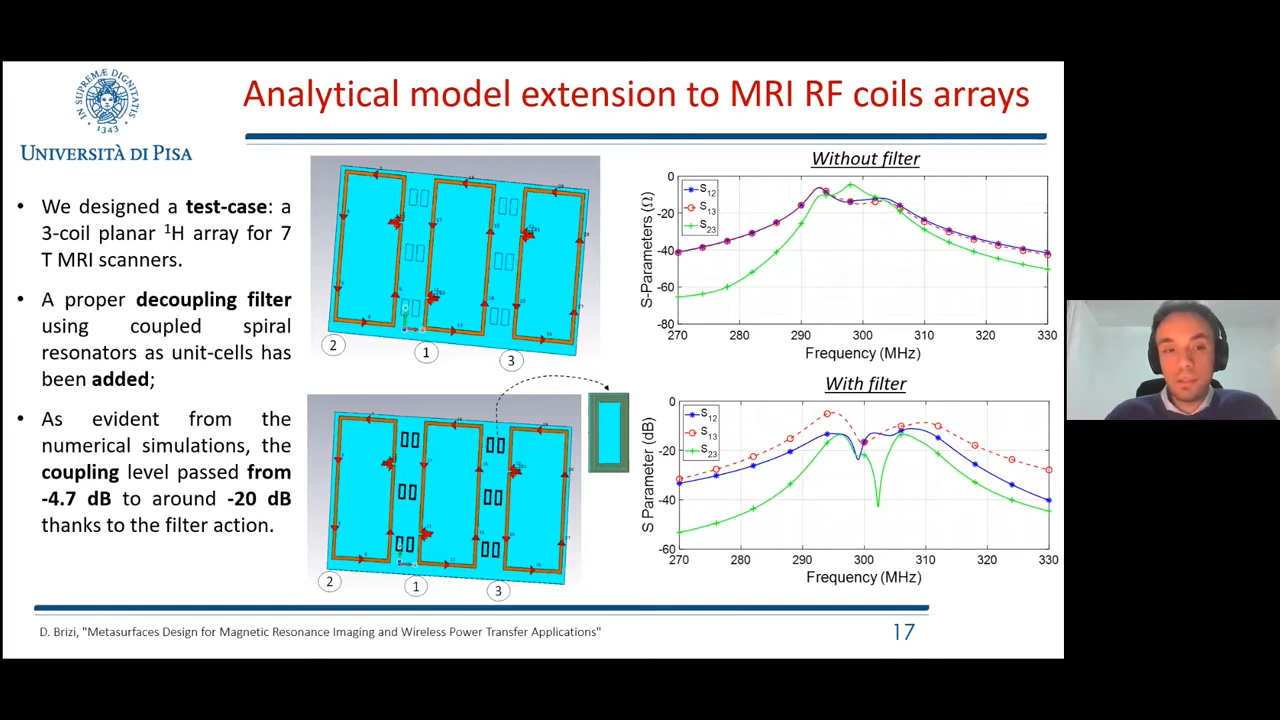 Analytical model extension to MRI RF coils arrays
IN SUPREMÆ DIGNITATIS
1343
UNIVERSITÀ DI PISA
• We designed a test-case: a
3-coil planar ¹H array for 7
T MRI scanners.
• A proper decoupling filter
using coupled spiral
resonators as unit-cells has
been added;
• As evident from the
numerical simulations, the
coupling level passed from
-4.7 dB to around -20 dB
thanks to the filter action.
2
1
3
2
1
3
Without filter
S-Parameters (Ω)
0
-20
-40
-60
-80
S₁₂
S₁₃
S₂₃
270 280 290 300 310 320 330
Frequency (MHz)
With filter
S Parameter (dB)
0
-20
-40
-60
S₁₂
S₁₃
S₂₃
270 280 290 300 310 320 330
Frequency (MHz)
D. Brizi, "Metasurfaces Design for Magnetic Resonance Imaging and Wireless Power Transfer Applications"
17